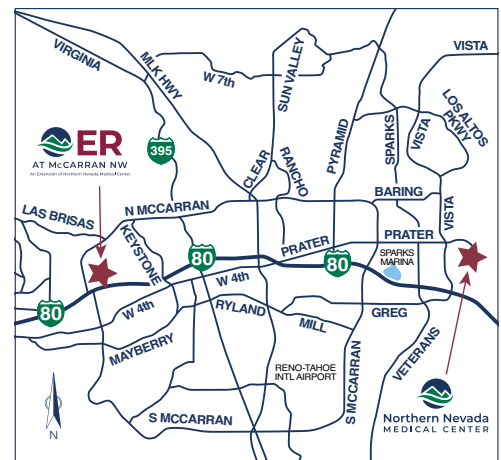 VIRGINIA
MLK HWY
W 7th
SUN VALLEY
VISTA
ER
AT McCARRAN NW
An Extension of Northern Nevada Medical Center
395
CLEAR
RANCHO
PYRAMID
SPARKS
VISTA
LOS ALTOS
PKWY
BARING
LAS BRISAS
N MCCARRAN
KEYSTONE
VISTA
PRATER
PRATER
SPARKS
MARINA
80
80
80
W 4th
W 4th
RYLAND
MILL
GREG
MAYBERRY
RENO-TAHOE
INTL AIRPORT
S MCCARRAN
VETERANS
S MCCARRAN
N
Northern Nevada
MEDICAL CENTER